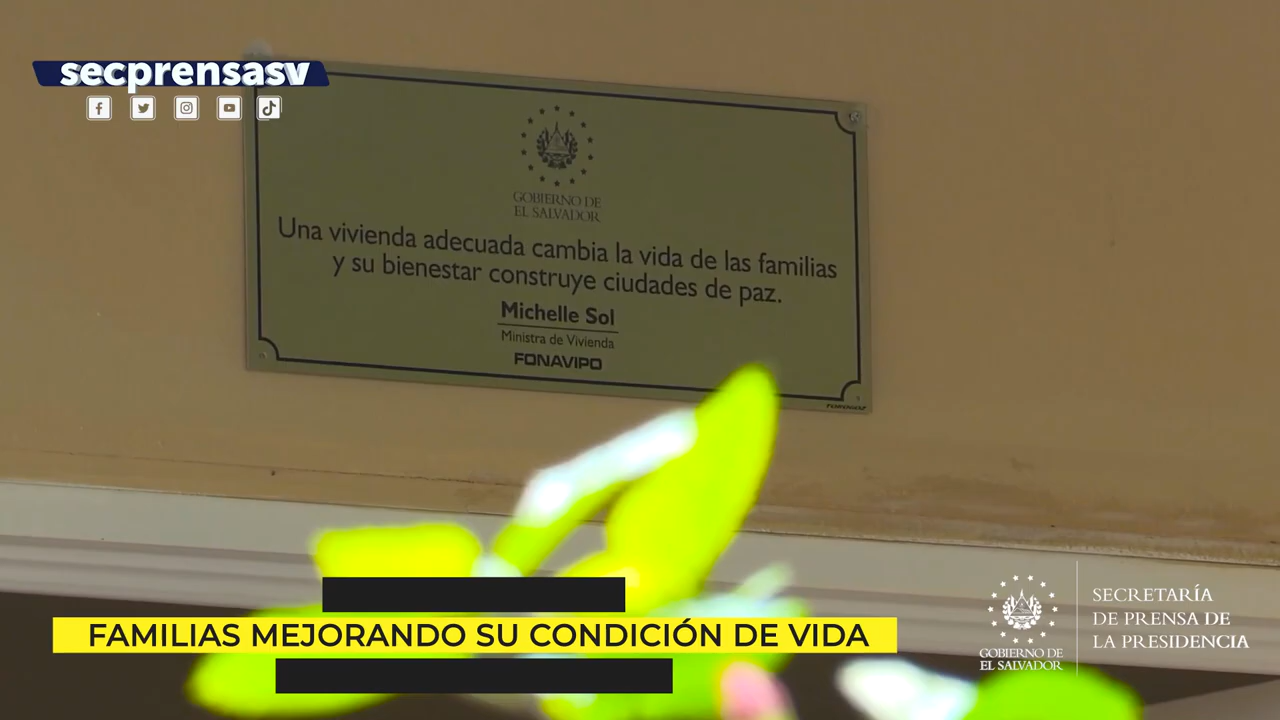 secprensasv
GOBIERNO DE
EL SALVADOR
Una vivienda adecuada cambia la vida de las familias
y su bienestar construye ciudades de paz.
Michelle Sol
Ministra de Vivienda
FONAVIPO
FAMILIAS MEJORANDO SU CONDICIÓN DE VIDA
GOBIERNO DE
EL SALVADOR
SECRETARÍA
DE PRENSA DE
LA PRESIDENCIA